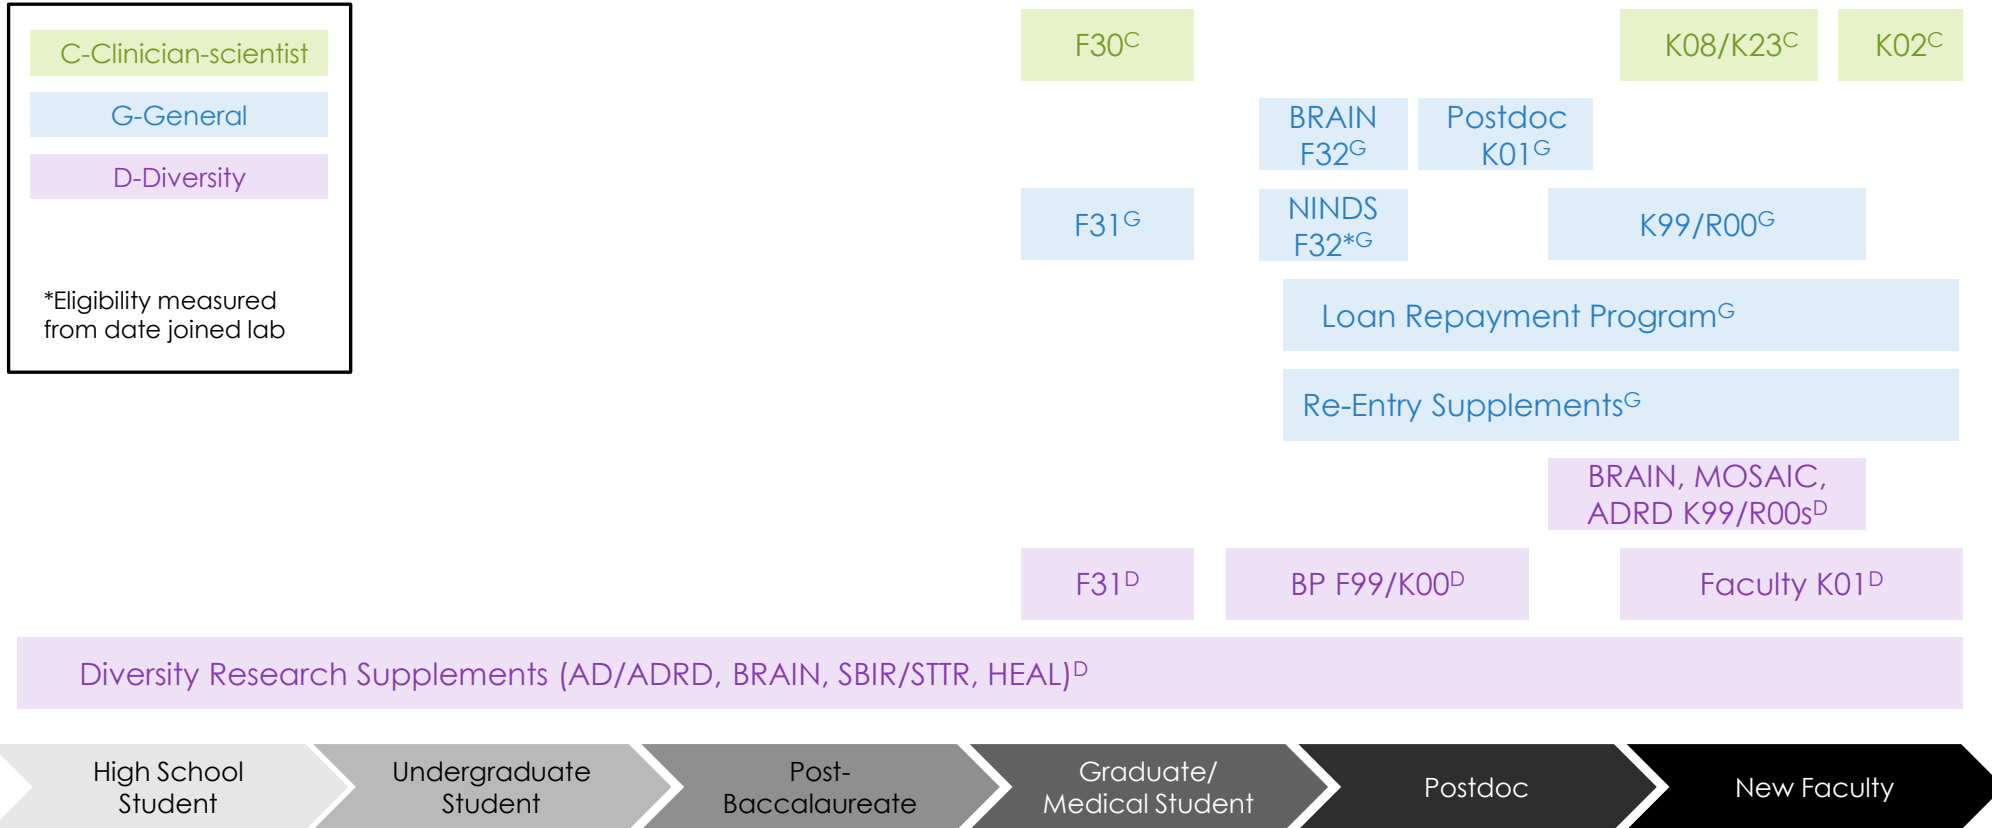 C-Clinician-scientist
G-General
D-Diversity
*Eligibility measured
from date joined lab
F30ᶜ
K08/K23ᶜ
K02ᶜ
BRAIN
F32ᴳ
Postdoc
K01ᴳ
F31ᴳ
NINDS
F32*ᴳ
K99/R00ᴳ
Loan Repayment Programᴳ
Re-Entry Supplementsᴳ
BRAIN, MOSAIC,
ADRD K99/R00sᴰ
F31ᴰ
BP F99/K00ᴰ
Faculty K01ᴰ
Diversity Research Supplements (AD/ADRD, BRAIN, SBIR/STTR, HEAL)ᴰ
High School
Student
Undergraduate
Student
Post-
Baccalaureate
Graduate/
Medical Student
Postdoc
New Faculty